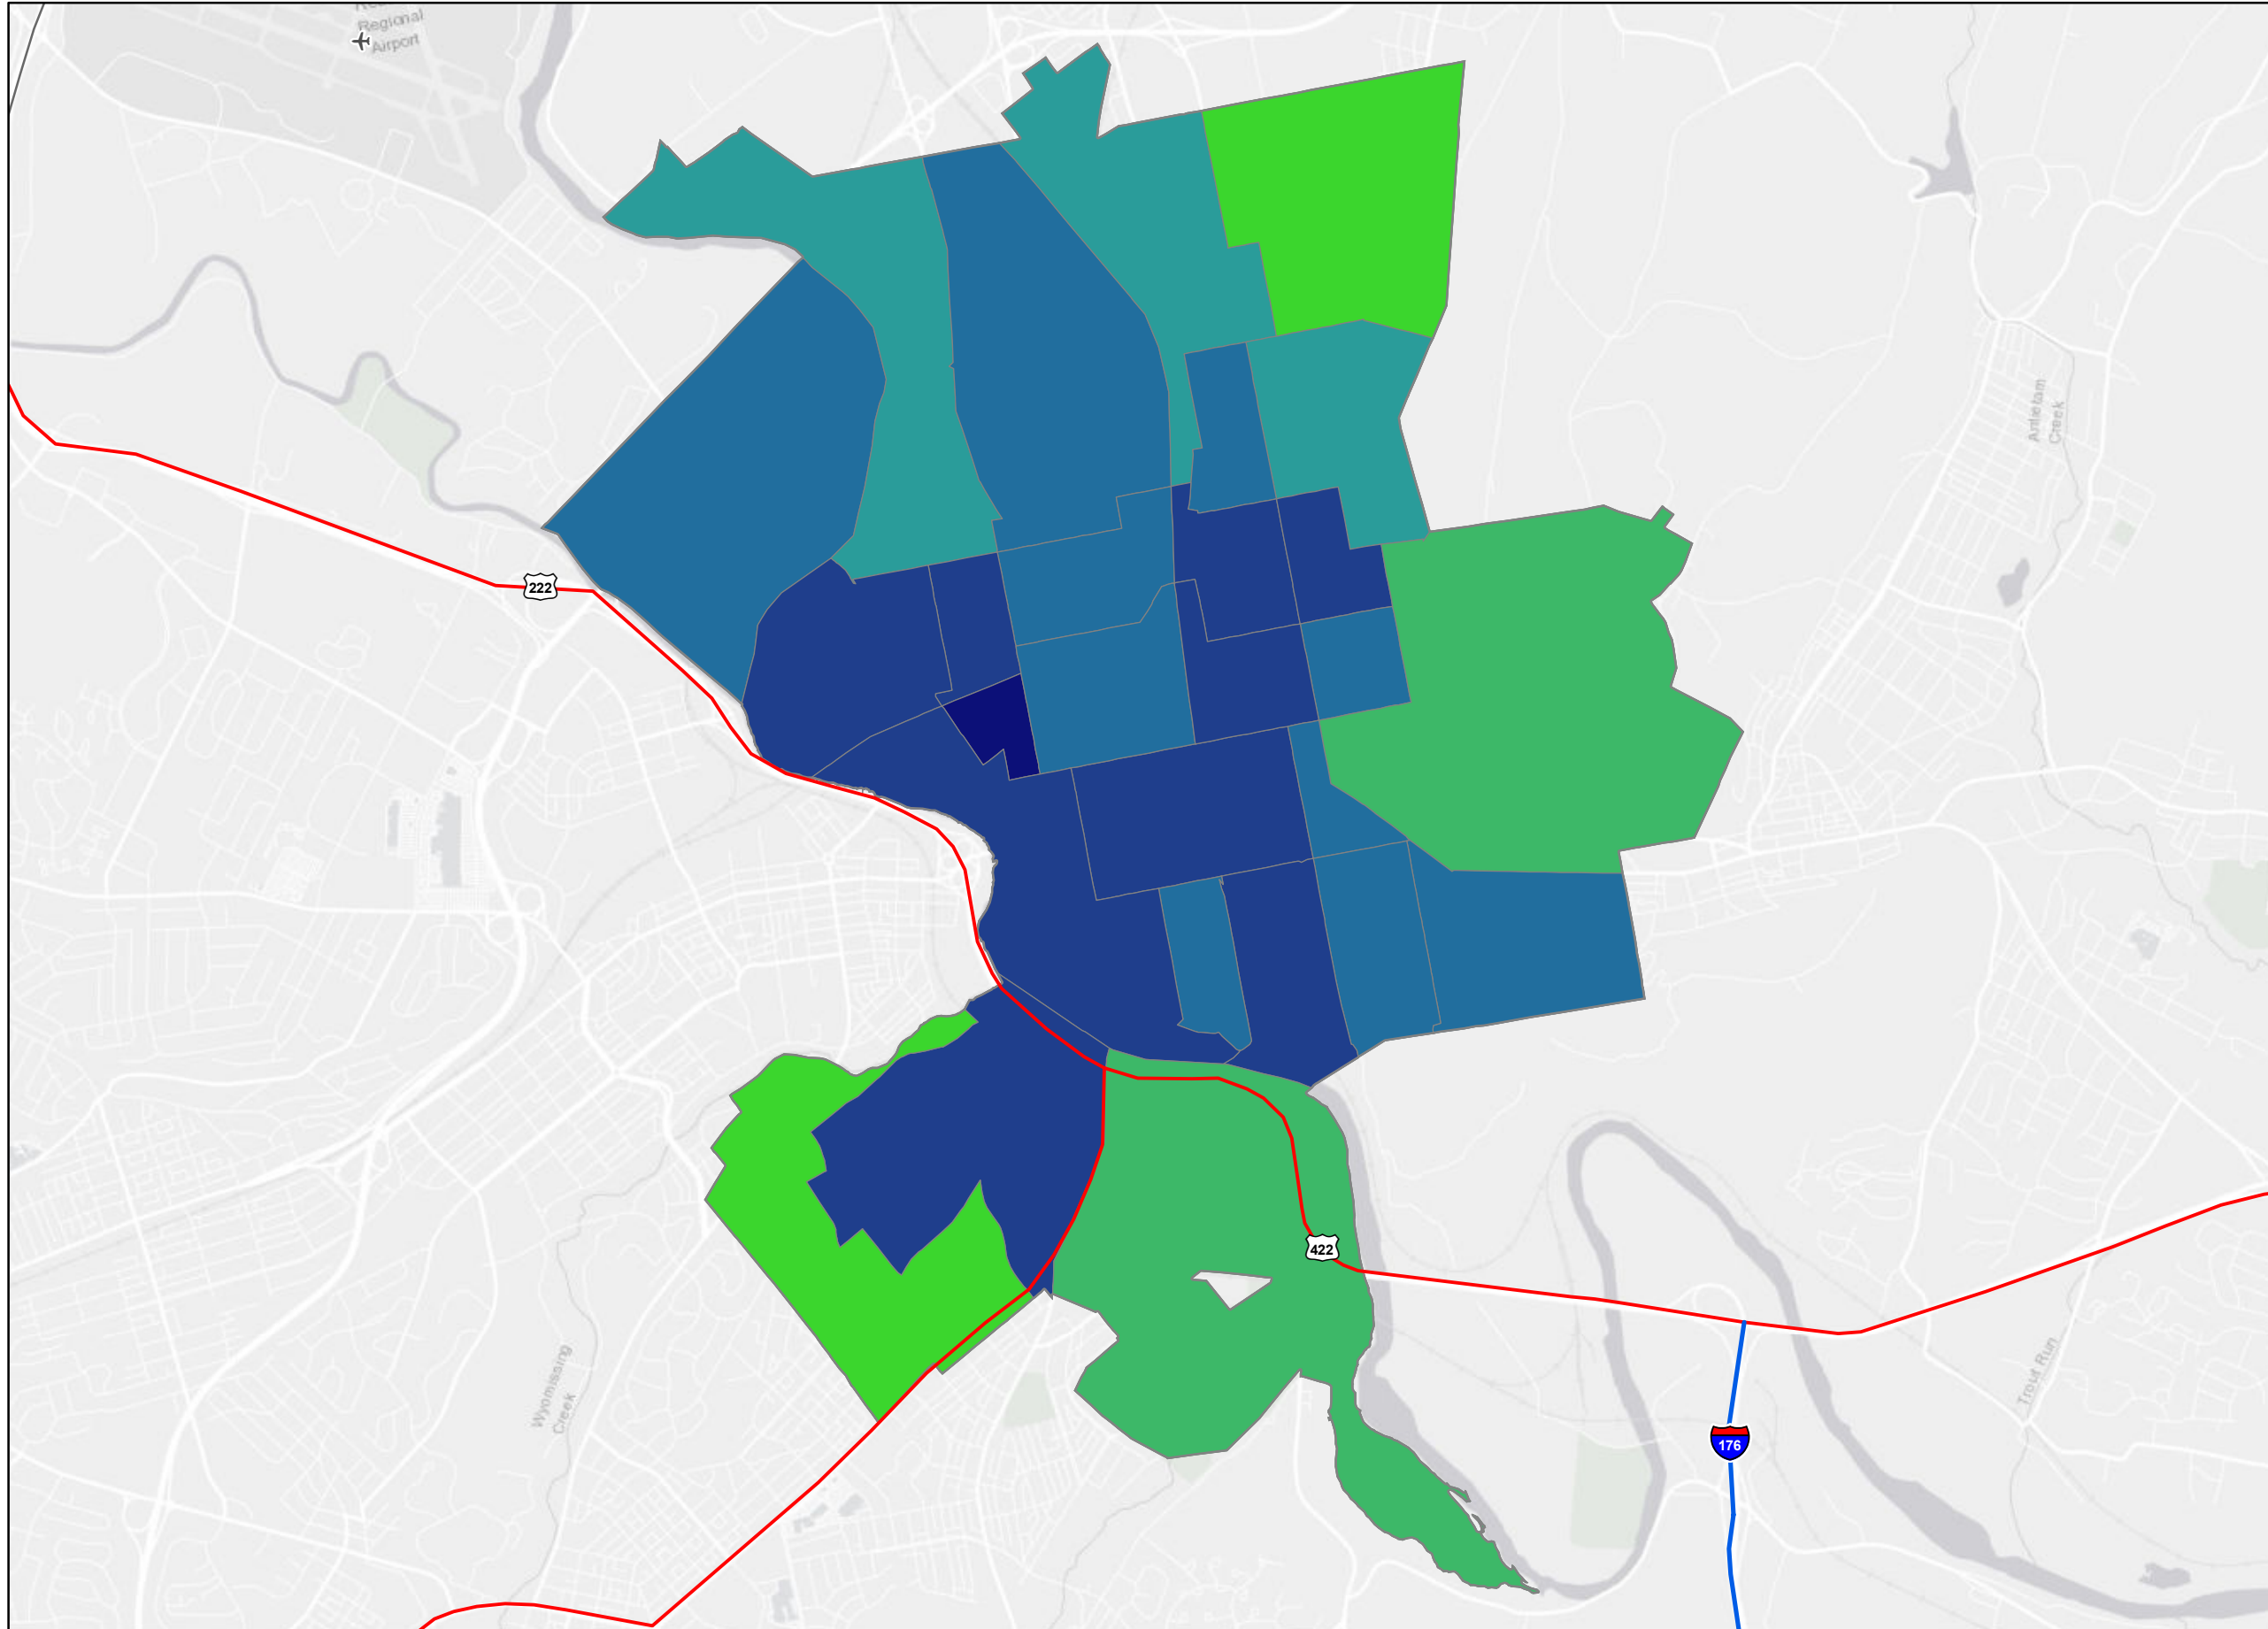 Regional
Airport
Antietam
Creek
222
422
176
Wyomissing
Creek
Trout Run